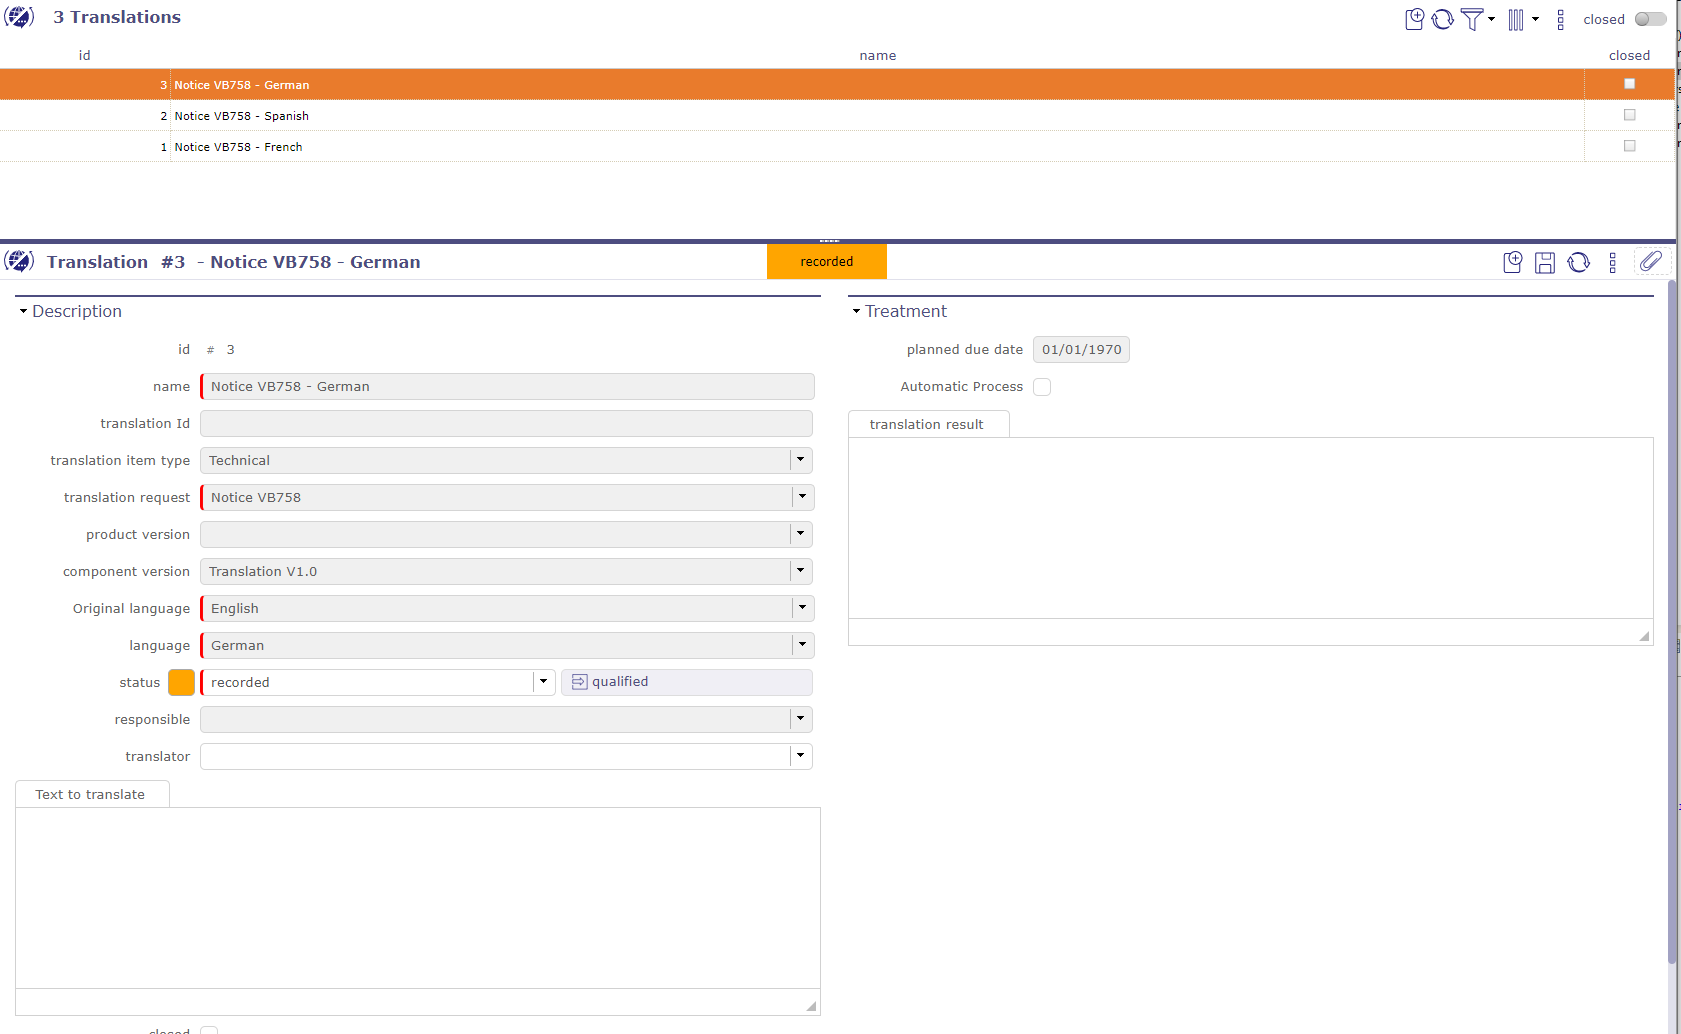 3 Translations
closed
id name closed
3 Notice VB758 - German
2 Notice VB758 - Spanish
1 Notice VB758 - French
Translation #3 - Notice VB758 - German
recorded
Description
id # 3
name Notice VB758 - German
translation Id
translation item type Technical
translation request Notice VB758
product version
component version Translation V1.0
Original language English
language German
status recorded qualified
responsible
translator
Text to translate
closed
Treatment
planned due date 01/01/1970
Automatic Process
translation result